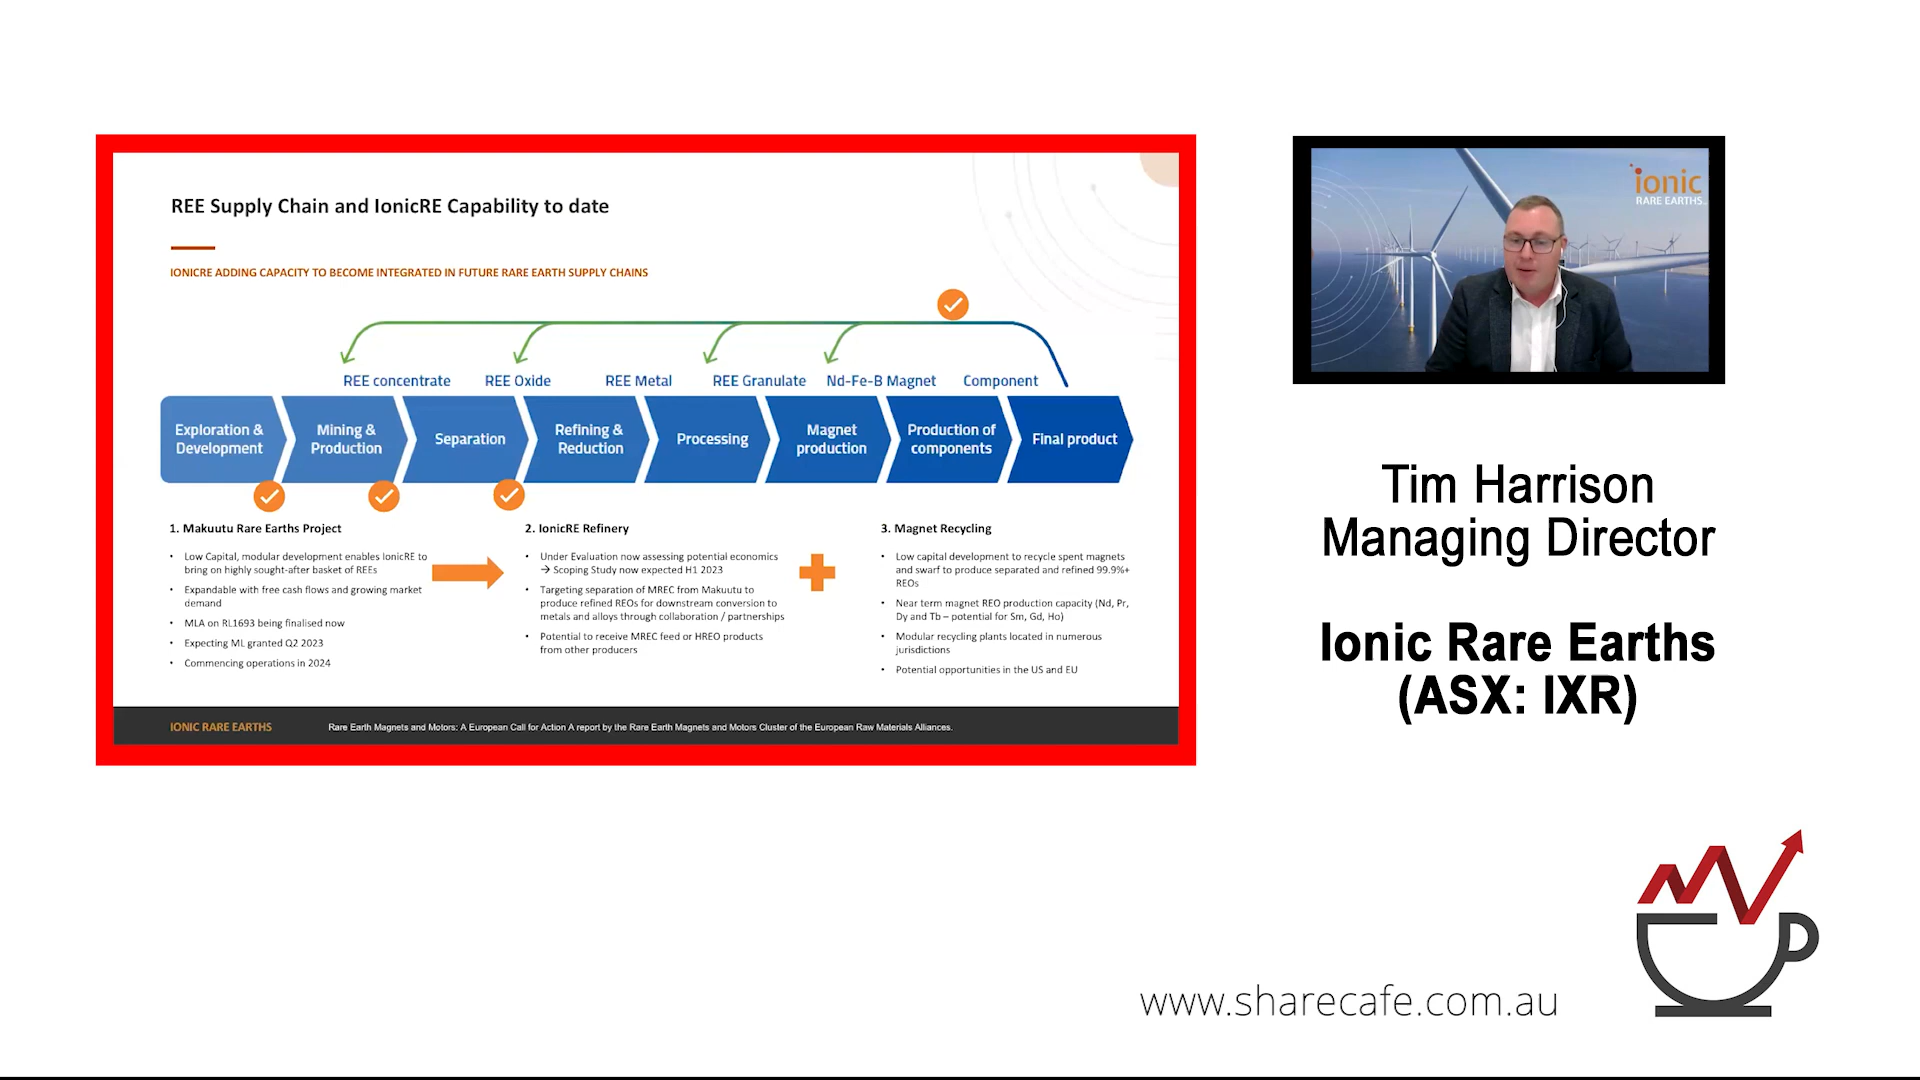 REE Supply Chain and IonicRE Capability to date
IONICRE ADDING CAPACITY TO BECOME INTEGRATED IN FUTURE RARE EARTH SUPPLY CHAINS
REE concentrate
REE Oxide
REE Metal
REE Granulate
Nd-Fe-B Magnet
Component
Exploration &
Development
Mining &
Production
Separation
Refining &
Reduction
Processing
Magnet
production
Production of
components
Final product
1. Makuutu Rare Earths Project
• Low Capital, modular development enables IonicRE to
bring on highly sought-after basket of REEs
• Expandable with free cash flows and growing market
demand
• MLA on RL1693 being finalised now
• Expecting ML granted Q2 2023
• Commencing operations in 2024
2. IonicRE Refinery
• Under Evaluation now assessing potential economics
→ Scoping Study now expected H1 2023
• Targeting separation of MREC from Makuutu to
produce refined REOs for downstream conversion to
metals and alloys through collaboration / partnerships
• Potential to receive MREC feed or HREO products
from other producers
3. Magnet Recycling
• Low capital development to recycle spent magnets
and swarf to produce separated and refined 99.9%+
REOs
• Near term magnet REO production capacity (Nd, Pr,
Dy and Tb – potential for Sm, Gd, Ho)
• Modular recycling plants located in numerous
jurisdictions
• Potential opportunities in the US and EU
IONIC RARE EARTHS
Rare Earth Magnets and Motors: A European Call for Action A report by the Rare Earth Magnets and Motors Cluster of the European Raw Materials Alliances.
ionic
RARE EARTHS
Tim Harrison
Managing Director
Ionic Rare Earths
(ASX: IXR)
www.sharecafe.com.au